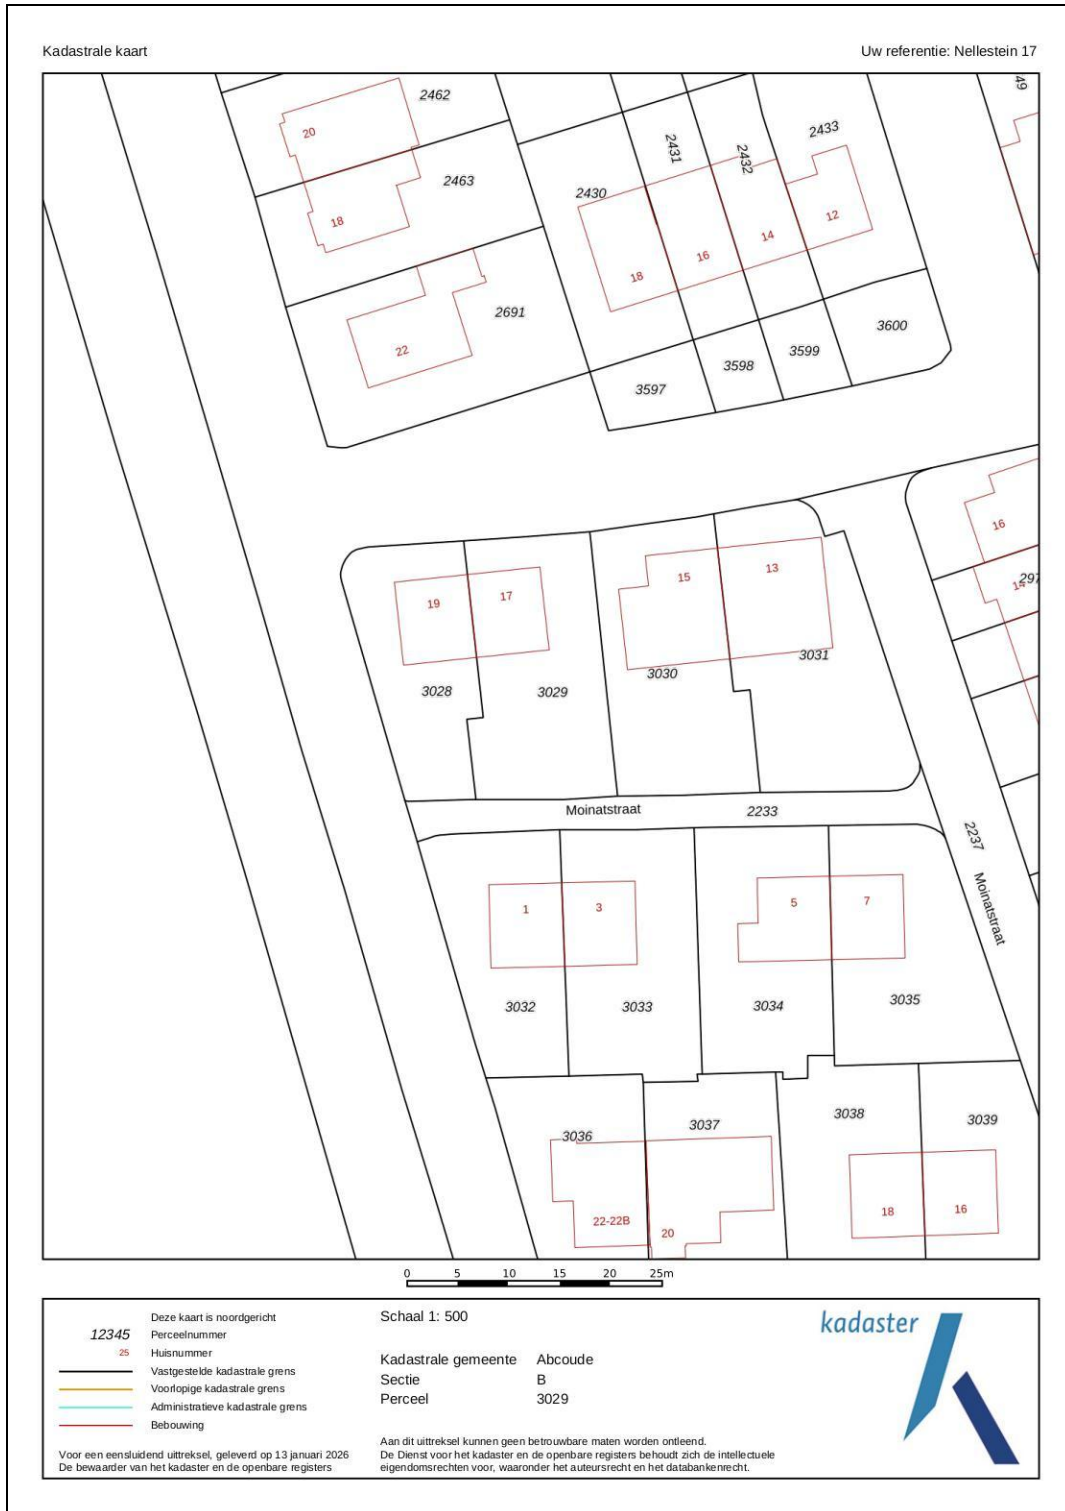 Kadastrale kaart
Uw referentie: Nellestein 17
2462
49
20
2431
2432
2433
2463
2430
18
12
14
16
18
2691
22
3600
3599
3598
3597
16
297
14
13
15
17
19
3031
3030
3028
3029
Moinatstraat
2233
2237
Moinatstraat
1
3
5
7
3032
3033
3034
3035
3036
3037
3038
3039
22-22B
20
18
16
0 5 10 15 20 25m
Deze kaart is noordgericht
12345 Perceelnummer
25 Huisnummer
Vastgestelde kadastrale grens
Voorlopige kadastrale grens
Administratieve kadastrale grens
Bebouwing
Voor een eensluidend uittreksel, geleverd op 13 januari 2026
De bewaarder van het kadaster en de openbare registers
Schaal 1: 500
Kadastrale gemeente Abcoude
Sectie B
Perceel 3029
Aan dit uittreksel kunnen geen betrouwbare maten worden ontleend.
De Dienst voor het kadaster en de openbare registers behoudt zich de intellectuele
eigendomsrechten voor, waaronder het auteursrecht en het databankenrecht.
kadaster